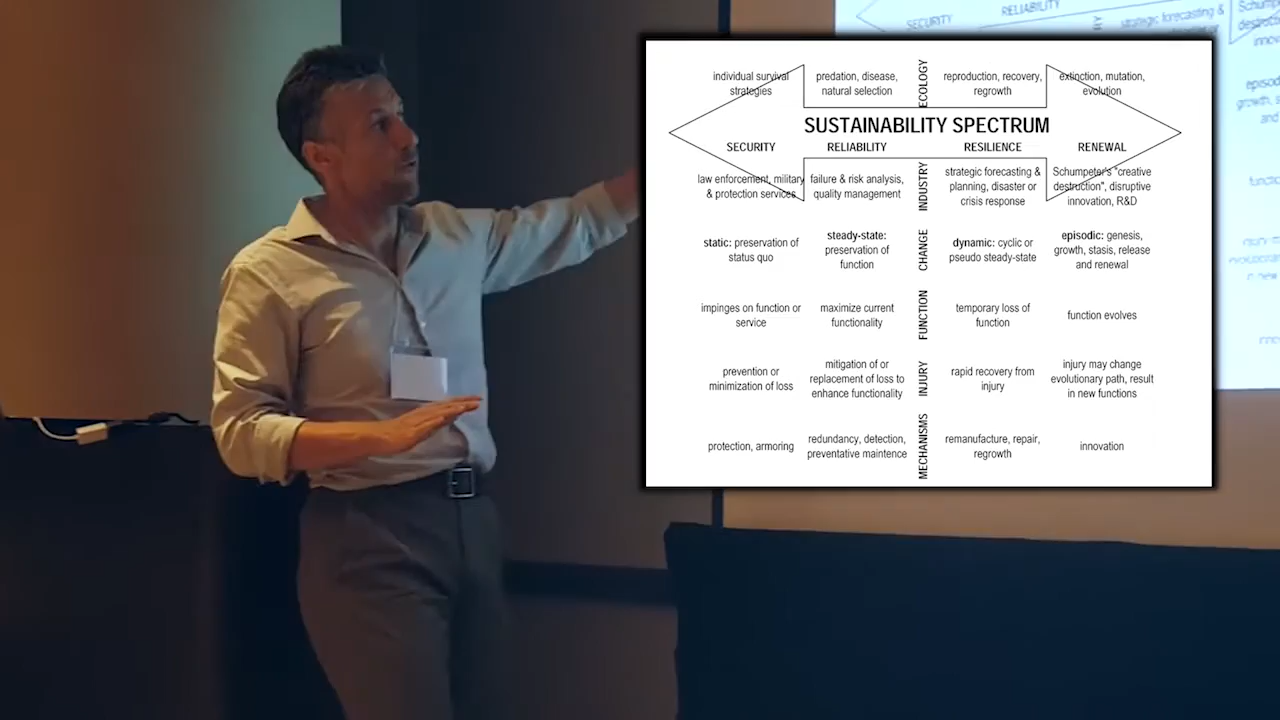 individual survival
strategies
predation, disease,
natural selection
ECOLOGY
reproduction, recovery,
regrowth
extinction, mutation,
evolution
SUSTAINABILITY SPECTRUM
SECURITY
RELIABILITY
RESILIENCE
RENEWAL
law enforcement, military
& protection services
failure & risk analysis,
quality management
INDUSTRY
strategic forecasting &
planning, disaster or
crisis response
Schumpeter's "creative
destruction", disruptive
innovation, R&D
static: preservation of
status quo
steady-state:
preservation of
function
CHANGE
dynamic: cyclic or
pseudo steady-state
episodic: genesis,
growth, stasis, release
and renewal
impinges on function or
service
maximize current
functionality
FUNCTION
temporary loss of
function
function evolves
prevention or
minimization of loss
mitigation of or
replacement of loss to
enhance functionality
INJURY
rapid recovery from
injury
injury may change
evolutionary path, result
in new functions
protection, armoring
redundancy, detection,
preventative maintence
MECHANISMS
remanufacture, repair,
regrowth
innovation
SECURITY
RELIABILITY
strategic forecasting &